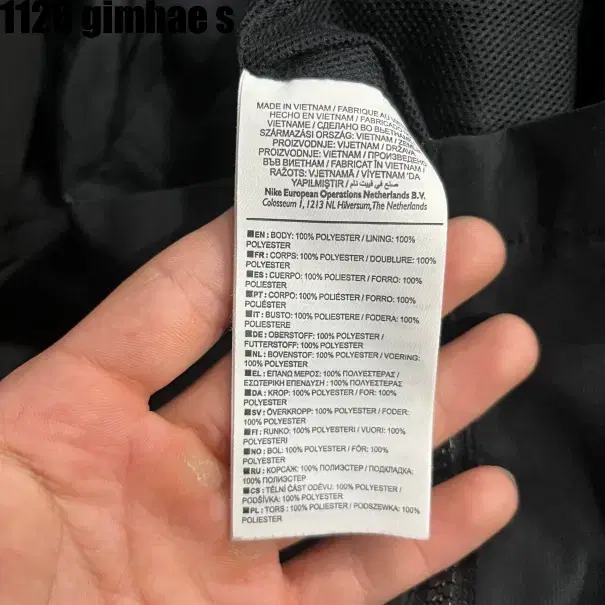 1120 gimhae s
MADE IN VIETNAM / FABRIQUE AU
HECHO EN VIETNAM / FABRICADO
VIETNAME / СДЕЛАНО ВО ВЬЕТНАМ
SZÁRMAZÁSI ORSZÁG: VIETNAM / ZEM
PROIZVODNJE: VIJETNAM / DRŽAVA
PROIZVODNJE: VIETNAM / ПРОИЗВЕДЕНО
ВЪВ ВИЕТНАМ / FABRICAT ÎN VIETNAM /
RAŽOTS: VJETNAMĀ / VİYETNAM 'DA
YAPILMIŞTIR / صنع في فييت نام
Nike European Operations Netherlands B.V.
Colosseum 1, 1213 NL Hilversum, The Netherlands
■EN : BODY: 100% POLYESTER / LINING: 100%
POLYESTER
■FR : CORPS: 100% POLYESTER / DOUBLURE: 100%
POLYESTER
■ES : CUERPO: 100% POLIÉSTER / FORRO: 100%
POLIÉSTER
■PT : CORPO: 100% POLIÉSTER / FORRO: 100%
POLIÉSTER
■IT : BUSTO: 100% POLIESTERE / FODERA: 100%
POLIESTERE
■DE : OBERSTOFF: 100% POLYESTER /
FUTTERSTOFF: 100% POLYESTER
■NL : BOVENSTOF: 100% POLYESTER / VOERING:
100% POLYESTER
■EL : ΕΠΑΝΩ ΜΕΡΟΣ: 100% ΠΟΛΥΕΣΤΕΡΑΣ /
ΕΣΩΤΕΡΙΚΗ ΕΠΕΝΔΥΣΗ : 100% ΠΟΛΥΕΣΤΕΡΑΣ
■DA : KROP: 100% POLYESTER / FOR: 100%
POLYESTER
■SV : ÖVERKROPP: 100% POLYESTER / FODER:
100% POLYESTER
■FI : RUNKO: 100% POLYESTERI / VUORI: 100%
POLYESTERI
■NO : BOL: 100% POLYESTER / FÔR: 100%
POLYESTER
■RU : КОРСАЖ: 100% ПОЛИЭСТЕР / ПОДКЛАДКА:
100% ПОЛИЭСТЕР
■CS : TĚLNÍ ČÁST ODĚVU: 100% POLYESTER /
PODŠÍVKA: 100% POLYESTER
■PL : TORS : 100% POLIESTER / PODSZEWKA: 100%
POLIESTER